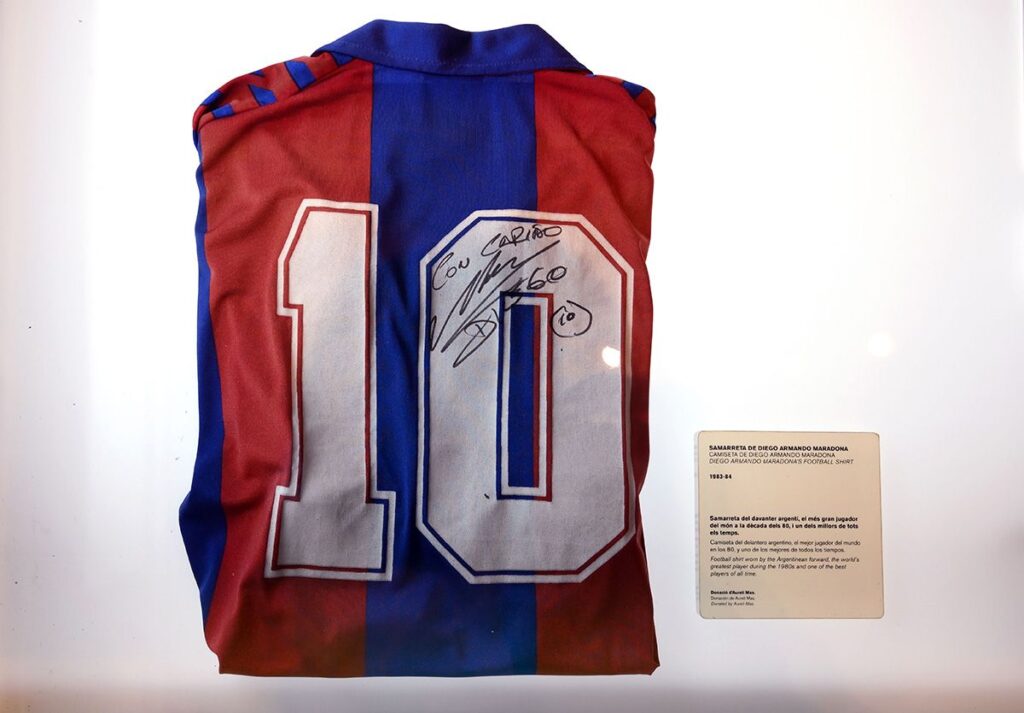 10
CON CARIÑO
DIEGO
10
SAMARRETA DE DIEGO ARMANDO MARADONA
CAMISETA DE DIEGO ARMANDO MARADONA
DIEGO ARMANDO MARADONA'S FOOTBALL SHIRT
1983-84
Samarreta del davanter argentí, el més gran jugador
del món a la dècada dels 80, i un dels millors de tots
els temps.
Camiseta del delantero argentino, el mejor jugador del mundo
en los 80, y uno de los mejores de todos los tiempos.
Football shirt worn by the Argentinean forward, the world's
greatest player during the 1980s and one of the best
players of all time.
Donació d'Aureli Mas.
Donación de Aureli Mas.
Donated by Aureli Mas.